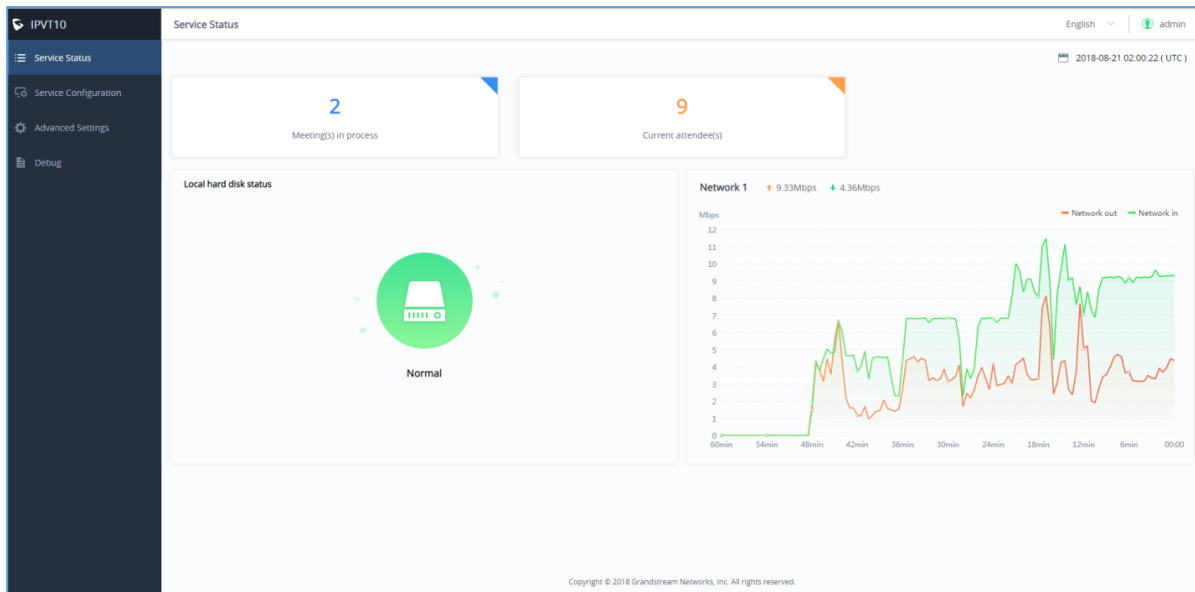 IPVT10
Service Status
English
admin
Service Status
Service Configuration
Advanced Settings
Debug
2018-08-21 02:00:22 ( UTC )
2
Meeting(s) in process
9
Current attendee(s)
Local hard disk status
Normal
Network 1 9.33Mbps 4.36Mbps
Mbps
Network out Network in
12
11
10
9
8
7
6
5
4
3
2
1
0
60min 54min 48min 42min 36min 30min 24min 18min 12min 6min 00:00
Copyright © 2018 Grandstream Networks, Inc. All rights reserved.